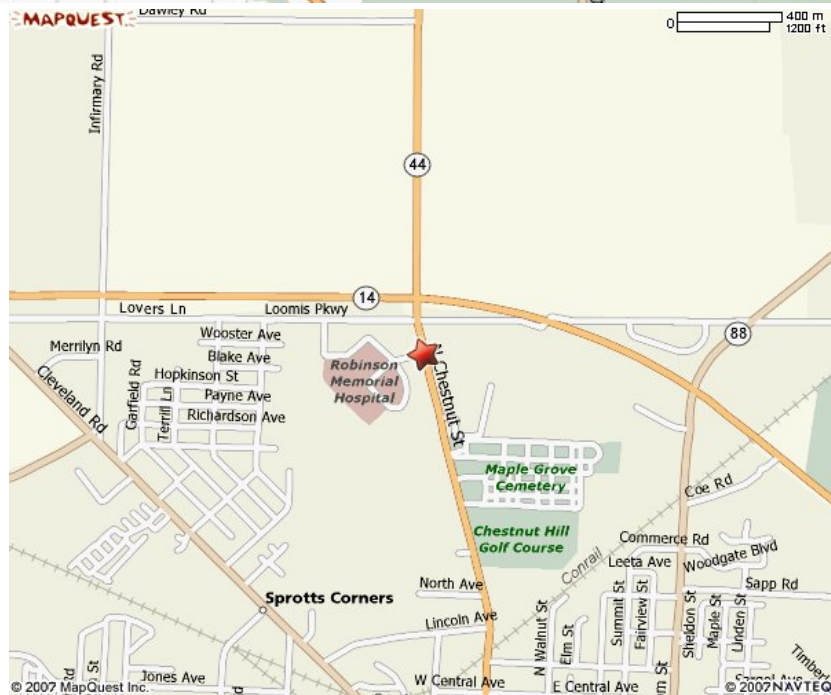 MAPQUEST
Dawley Rd
0
400 m
1200 ft
Infirmary Rd
44
14
Lovers Ln
Loomis Pkwy
88
Wooster Ave
Merrilyn Rd
Blake Ave
Robinson
Memorial
Hospital
N Chestnut St
Hopkinson St
Cleveland Rd
Garfield Rd
Terrill Ln
Payne Ave
Richardson Ave
Maple Grove
Cemetery
Coe Rd
Chestnut Hill
Golf Course
Commerce Rd
Conrail
Leeta Ave
Woodgate Blvd
North Ave
Sapp Rd
Sprotts Corners
Summit St
Fairview St
Sheldon St
Maple St
Linden St
Lincoln Ave
N Walnut St
Elm St
Jones Ave
W Central Ave
E Central Ave
© 2007 MapQuest Inc.
© 2007 NAVTEQ